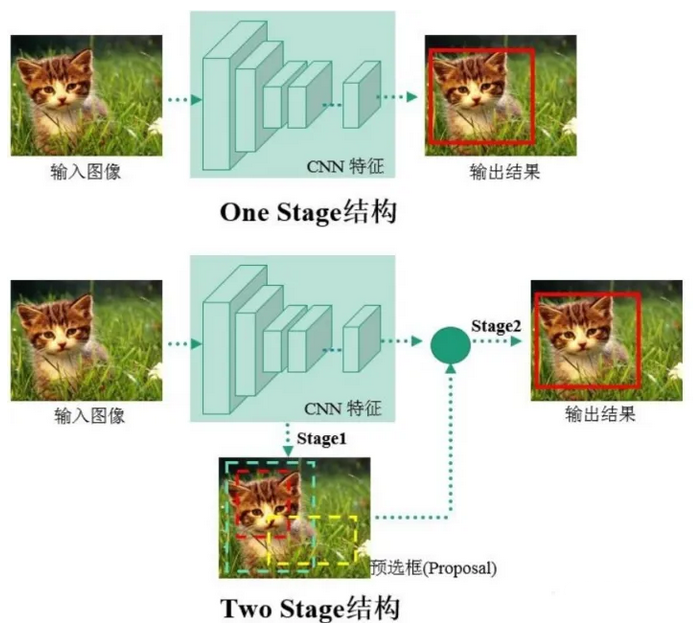 输入图像
CNN 特征
输出结果
One Stage结构
Stage2
输入图像
CNN 特征
输出结果
Stage1
预选框(Proposal)
Two Stage结构